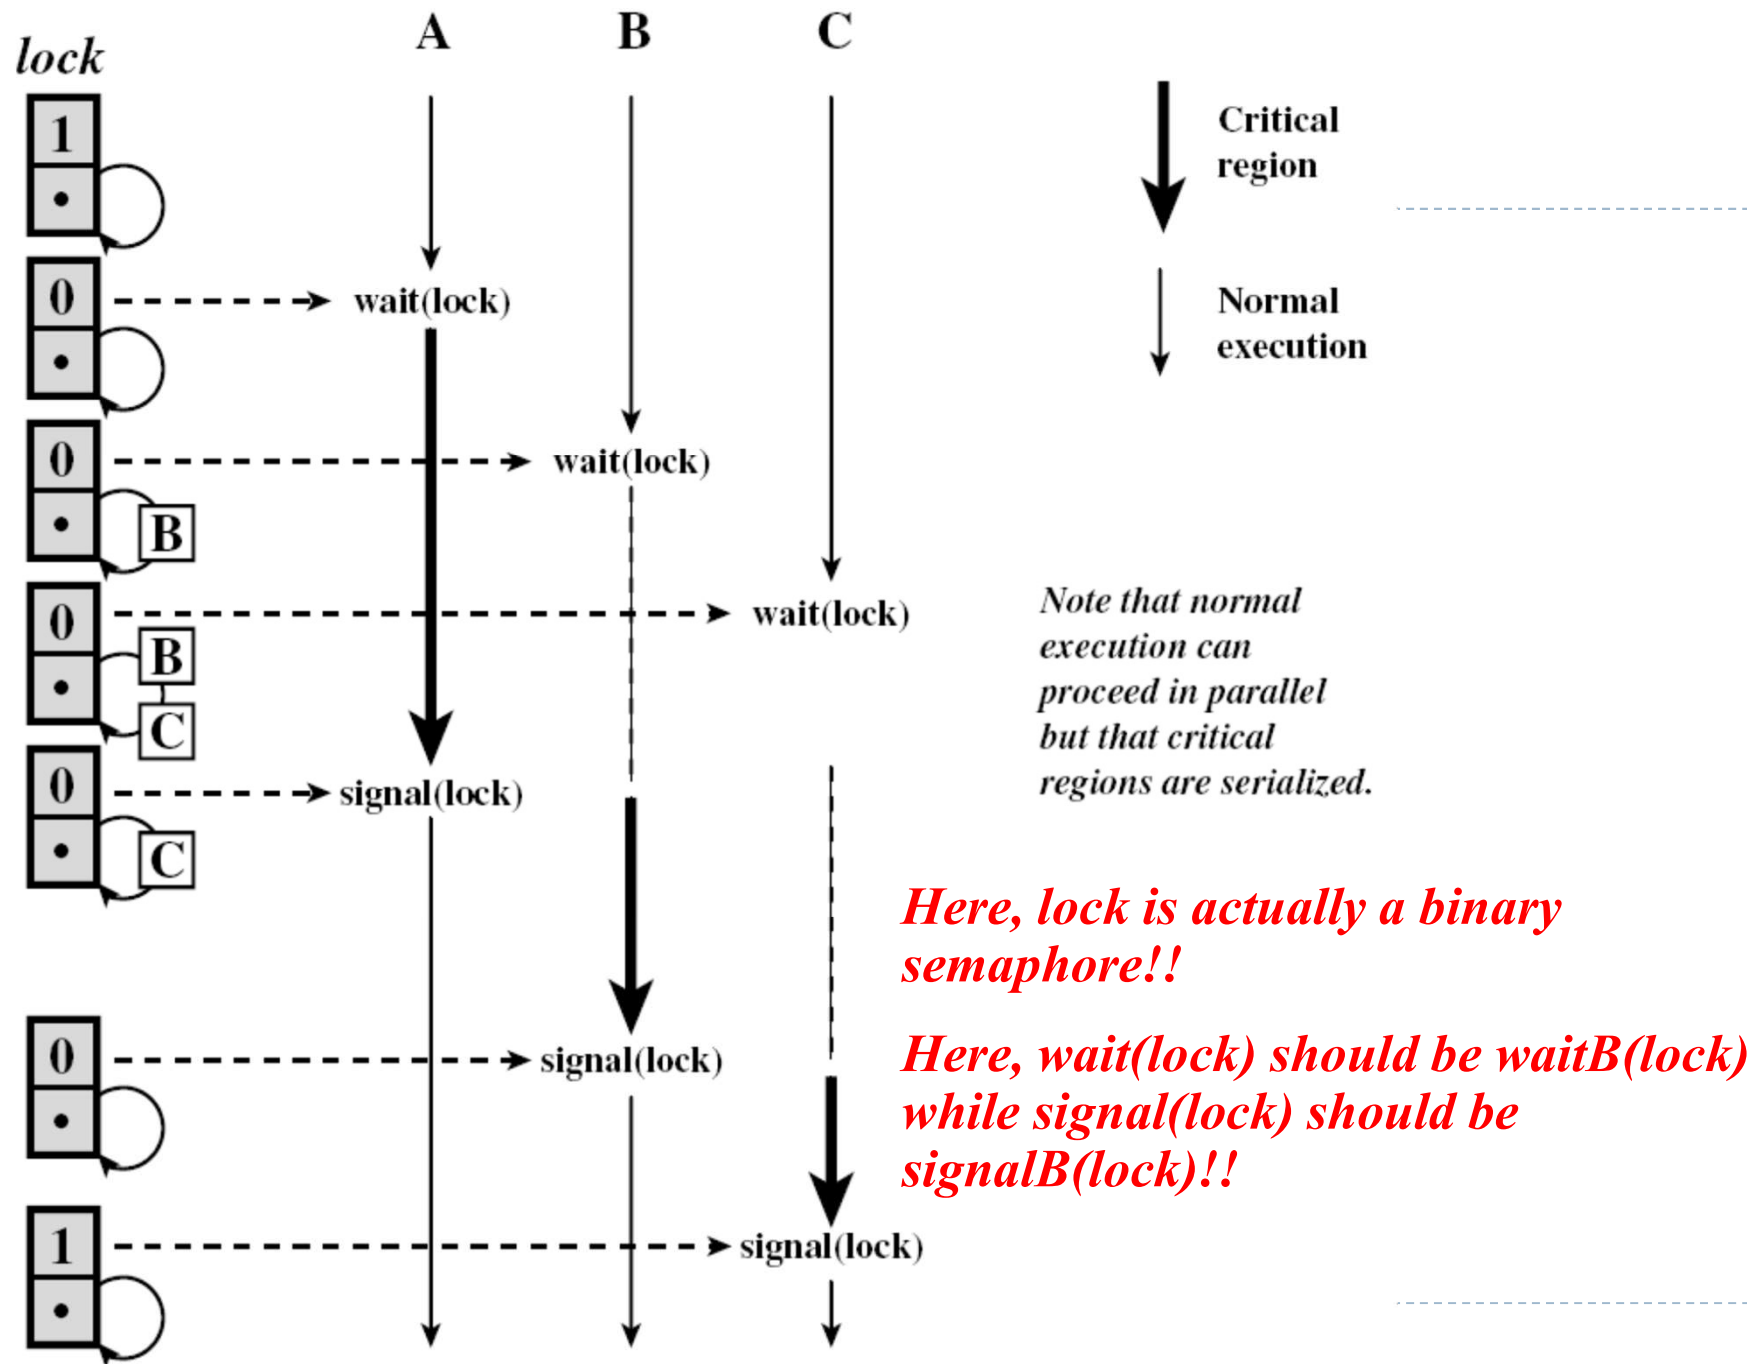 A B C
lock
1
Critical
region
0
wait(lock)
Normal
execution
0
wait(lock)
B
0
wait(lock)
B
C
Note that normal
execution can
proceed in parallel
but that critical
regions are serialized.
0
signal(lock)
C
Here, lock is actually a binary
semaphore!!
0
signal(lock)
Here, wait(lock) should be waitB(lock)
while signal(lock) should be
signalB(lock)!!
1
signal(lock)